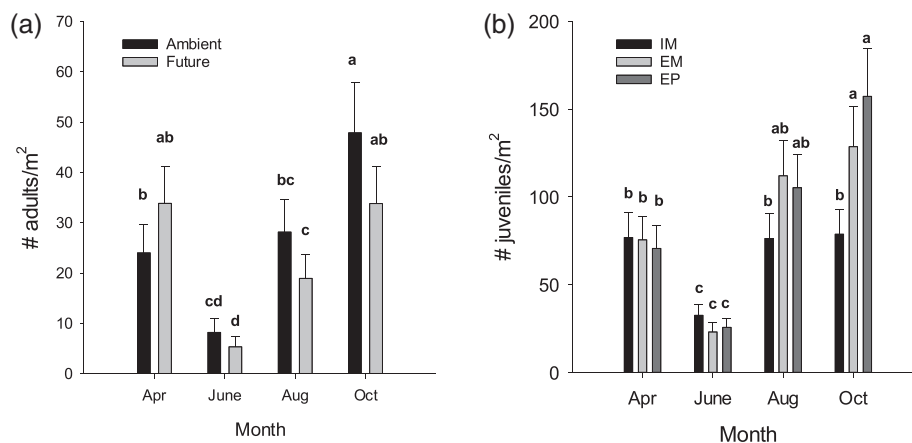 (a)
70
60
50
40
30
20
10
0
# adults/m²
Ambient
Future
b
ab
cd
d
bc
c
a
ab
Apr June Aug Oct
Month
(b)
200
150
100
50
0
# juveniles/m²
IM
EM
EP
b b b
c c c
b ab ab
b a a
Apr June Aug Oct
Month